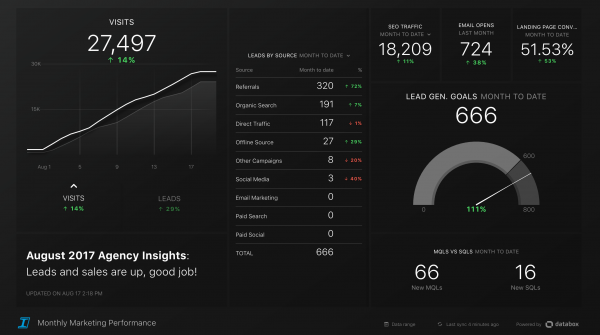 VISITS
27,497
↑ 14%
30K
15K
Aug 1 5 9 13 17
VISITS
↑ 14%
LEADS
↑ 29%
August 2017 Agency Insights:
Leads and sales are up, good job!
UPDATED ON AUG 17 2:18 PM
LEADS BY SOURCE MONTH TO DATE
Source Month to date %
Referrals 320 ↑ 72%
Organic Search 191 ↑ 7%
Direct Traffic 117 ↓ 1%
Offline Source 27 ↑ 29%
Other Campaigns 8 ↓ 20%
Social Media 3 ↓ 49%
Email Marketing 0
Paid Search 0
Paid Social 0
TOTAL 666
SEO TRAFFIC
MONTH TO DATE
18,209
↑ 11%
EMAIL OPENS
LAST MONTH
724
↑ 38%
LANDING PAGE CONV...
MONTH TO DATE
51.53%
↑ 53%
LEAD GEN. GOALS MONTH TO DATE
666
600
0 111% 800
MQLS VS SQLS MONTH TO DATE
66
New MQLs
16
New SQLs
Monthly Marketing Performance
Data range
Last sync 4 minutes ago
Powered by databox